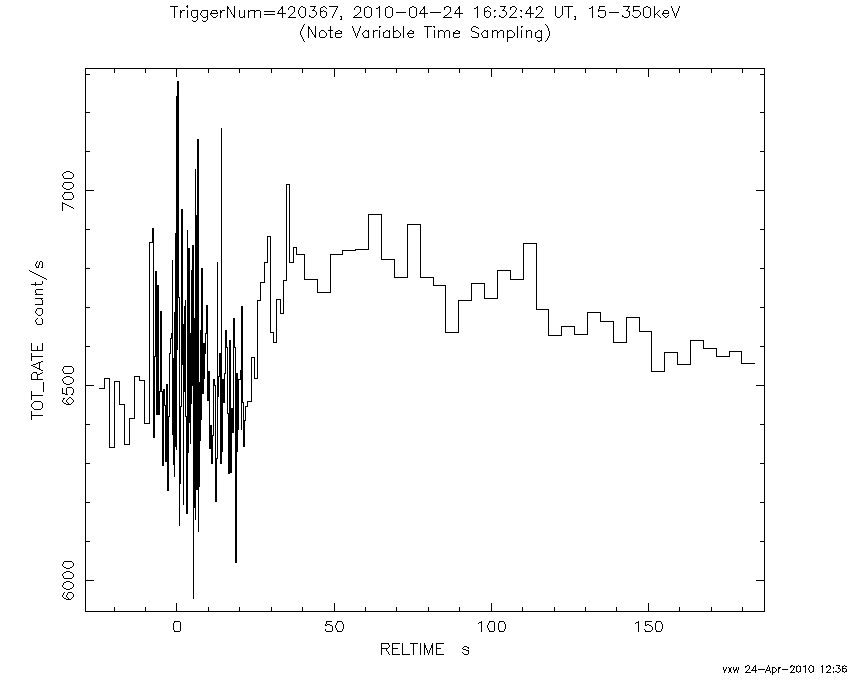 TriggerNum=420367, 2010-04-24 16:32:42 UT, 15-350keV
(Note Variable Time Sampling)
TOT_RATE count/s
7000
6500
6000
0 50 100 150
RELTIME s
vxw 24-Apr-2010 12:36